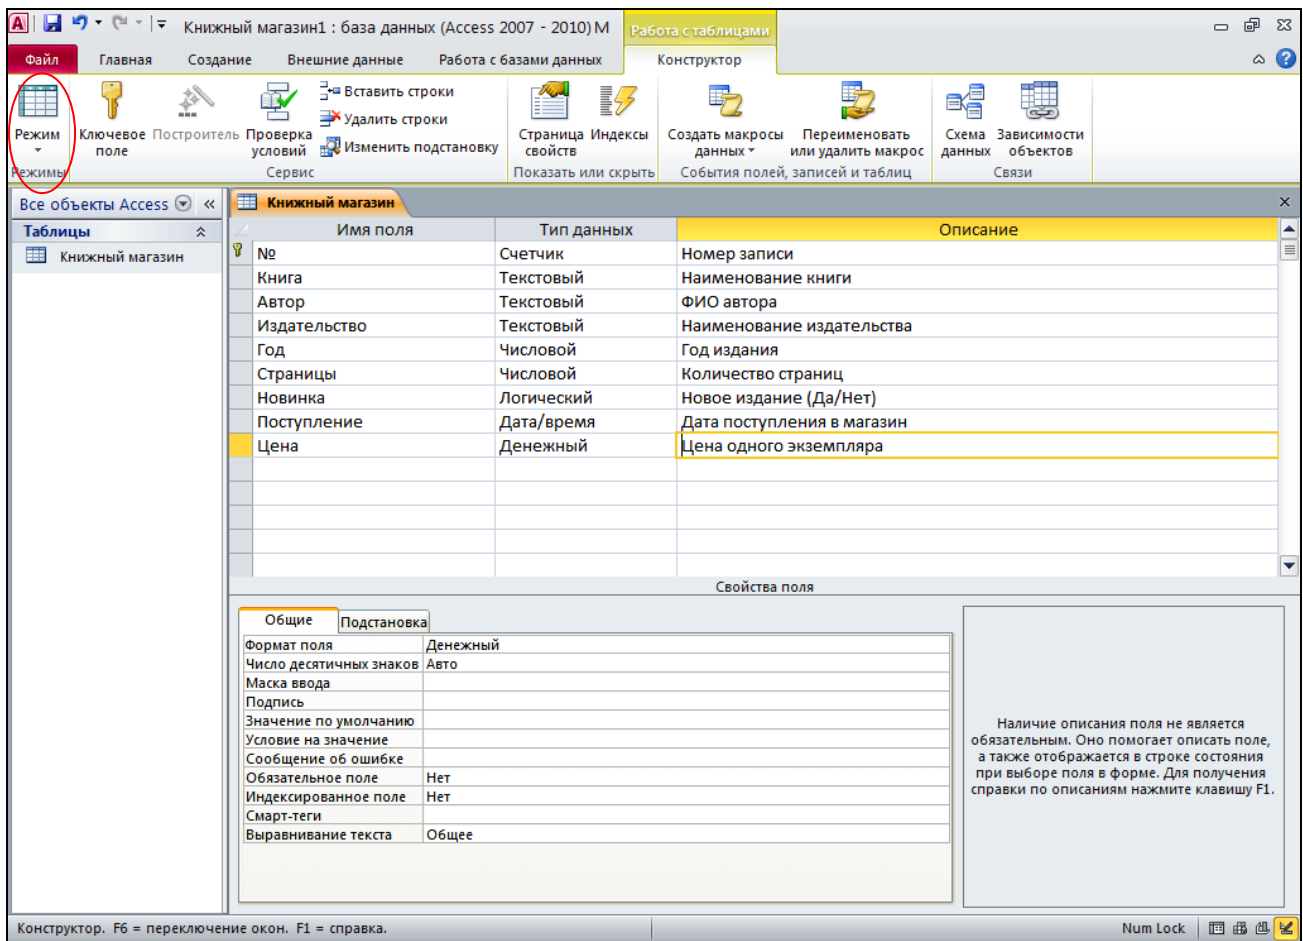 Книжный магазин1 : база данных (Access 2007 - 2010) M
Работа с таблицами
Файл Главная Создание Внешние данные Работа с базами данных Конструктор
Режим
Режимы
Ключевое поле
Построитель
Проверка условий
Вставить строки
Удалить строки
Изменить подстановку
Сервис
Страница свойств
Индексы
Показать или скрыть
Создать макросы данных
Переименовать или удалить макрос
События полей, записей и таблиц
Схема данных
Зависимости объектов
Связи
Все объекты Access «
Таблицы
Книжный магазин
Книжный магазин
Имя поля Тип данных Описание
№ Счетчик Номер записи
Книга Текстовый Наименование книги
Автор Текстовый ФИО автора
Издательство Текстовый Наименование издательства
Год Числовой Год издания
Страницы Числовой Количество страниц
Новинка Логический Новое издание (Да/Нет)
Поступление Дата/время Дата поступления в магазин
Цена Денежный Цена одного экземпляра
Свойства поля
Общие Подстановка
Формат поля Денежный
Число десятичных знаков Авто
Маска ввода
Подпись
Значение по умолчанию
Условие на значение
Сообщение об ошибке
Обязательное поле Нет
Индексированное поле Нет
Смарт-теги
Выравнивание текста Общее
Наличие описания поля не является
обязательным. Оно помогает описать поле,
а также отображается в строке состояния
при выборе поля в форме. Для получения
справки по описаниям нажмите клавишу F1.
Конструктор. F6 = переключение окон. F1 = справка. Num Lock